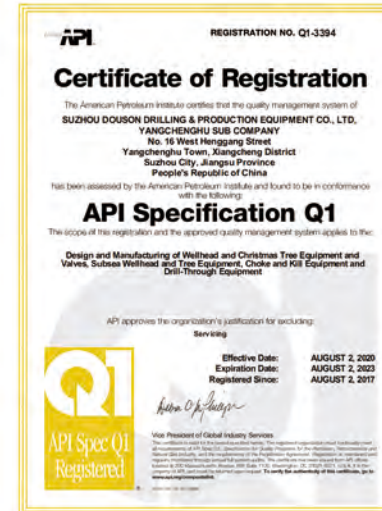 API
REGISTRATION NO. Q1-3394
Certificate of Registration
The American Petroleum Institute certifies that the quality management system of
SUZHOU DOUSON DRILLING & PRODUCTION EQUIPMENT CO., LTD,
YANGCHENGHU SUB COMPANY
No. 16 West Henggang Street
Yangchenghu Town, Xiangcheng District
Suzhou City, Jiangsu Province
People's Republic of China
has been assessed by the American Petroleum Institute and found to be in conformance
with the following:
API Specification Q1
The scope of this registration and the approved quality management system applies to the:
Design and Manufacturing of Wellhead and Christmas Tree Equipment and
Valves, Subsea Wellhead and Tree Equipment, Choke and Kill Equipment and
Drill-Through Equipment
API approves the organization's justification for excluding:
Servicing
Effective Date: AUGUST 2, 2020
Expiration Date: AUGUST 2, 2023
Registered Since: AUGUST 2, 2017
Q1
API Spec Q1
Registered
Vice President of Global Industry Services